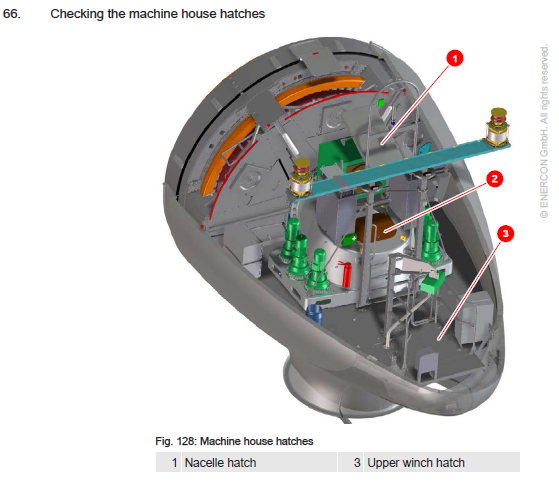 66. Checking the machine house hatches
1
2
3
© ENERCON GmbH. All rights reserved.
Fig. 128: Machine house hatches
1 Nacelle hatch 3 Upper winch hatch